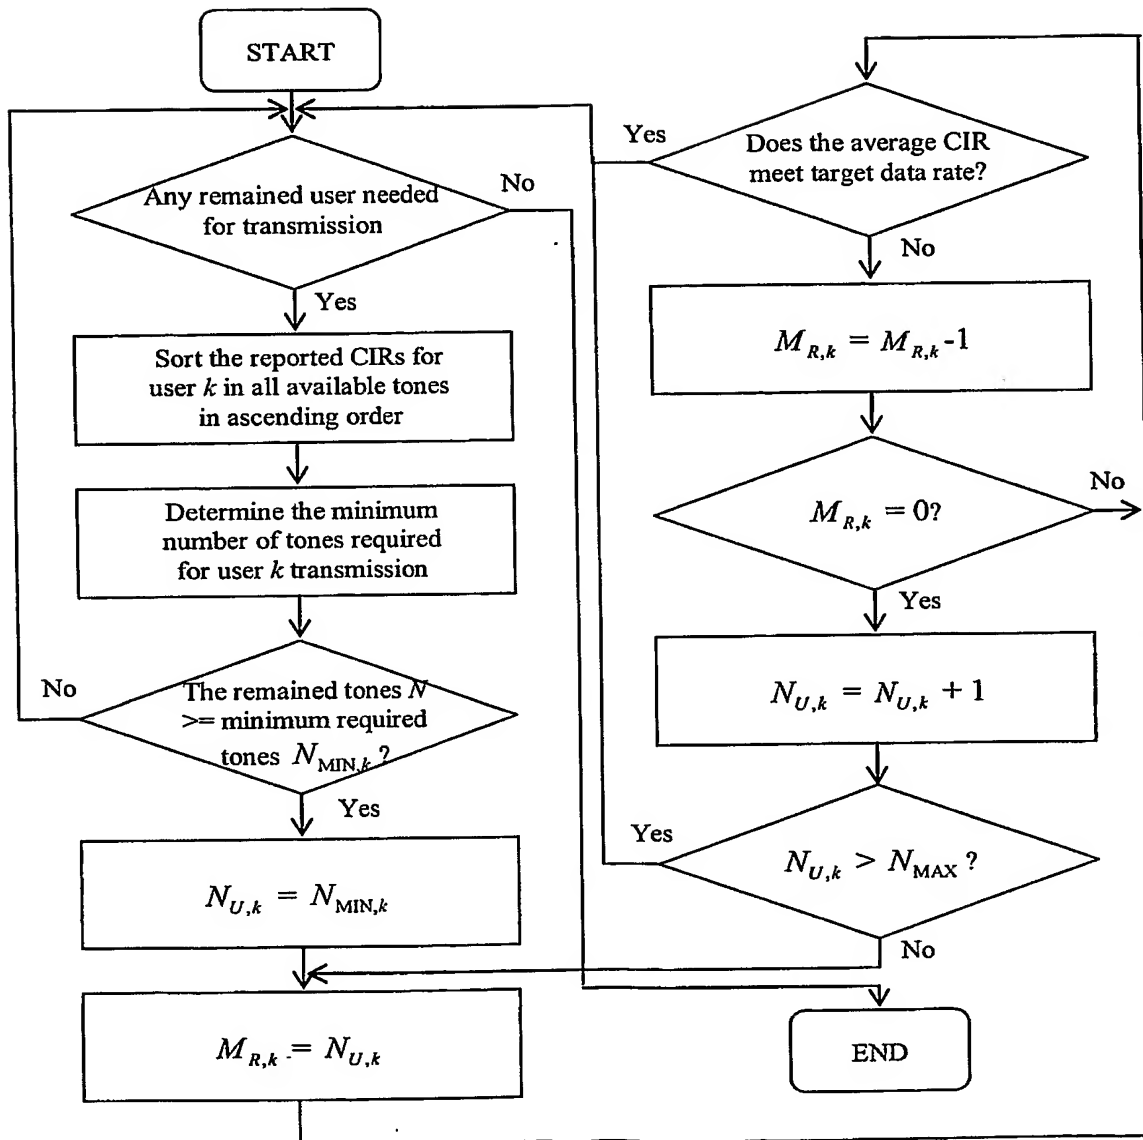 START
Any remained user needed
for transmission
No
Yes
Sort the reported CIRs for
user k in all available tones
in ascending order
Determine the minimum
number of tones required
for user k transmission
No
The remained tones N
>= minimum required
tones N_MIN,k ?
Yes
N_U,k = N_MIN,k
M_R,k = N_U,k
Yes
Does the average CIR
meet target data rate?
No
M_R,k = M_R,k -1
M_R,k = 0?
No
Yes
N_U,k = N_U,k + 1
Yes
N_U,k > N_MAX ?
No
END